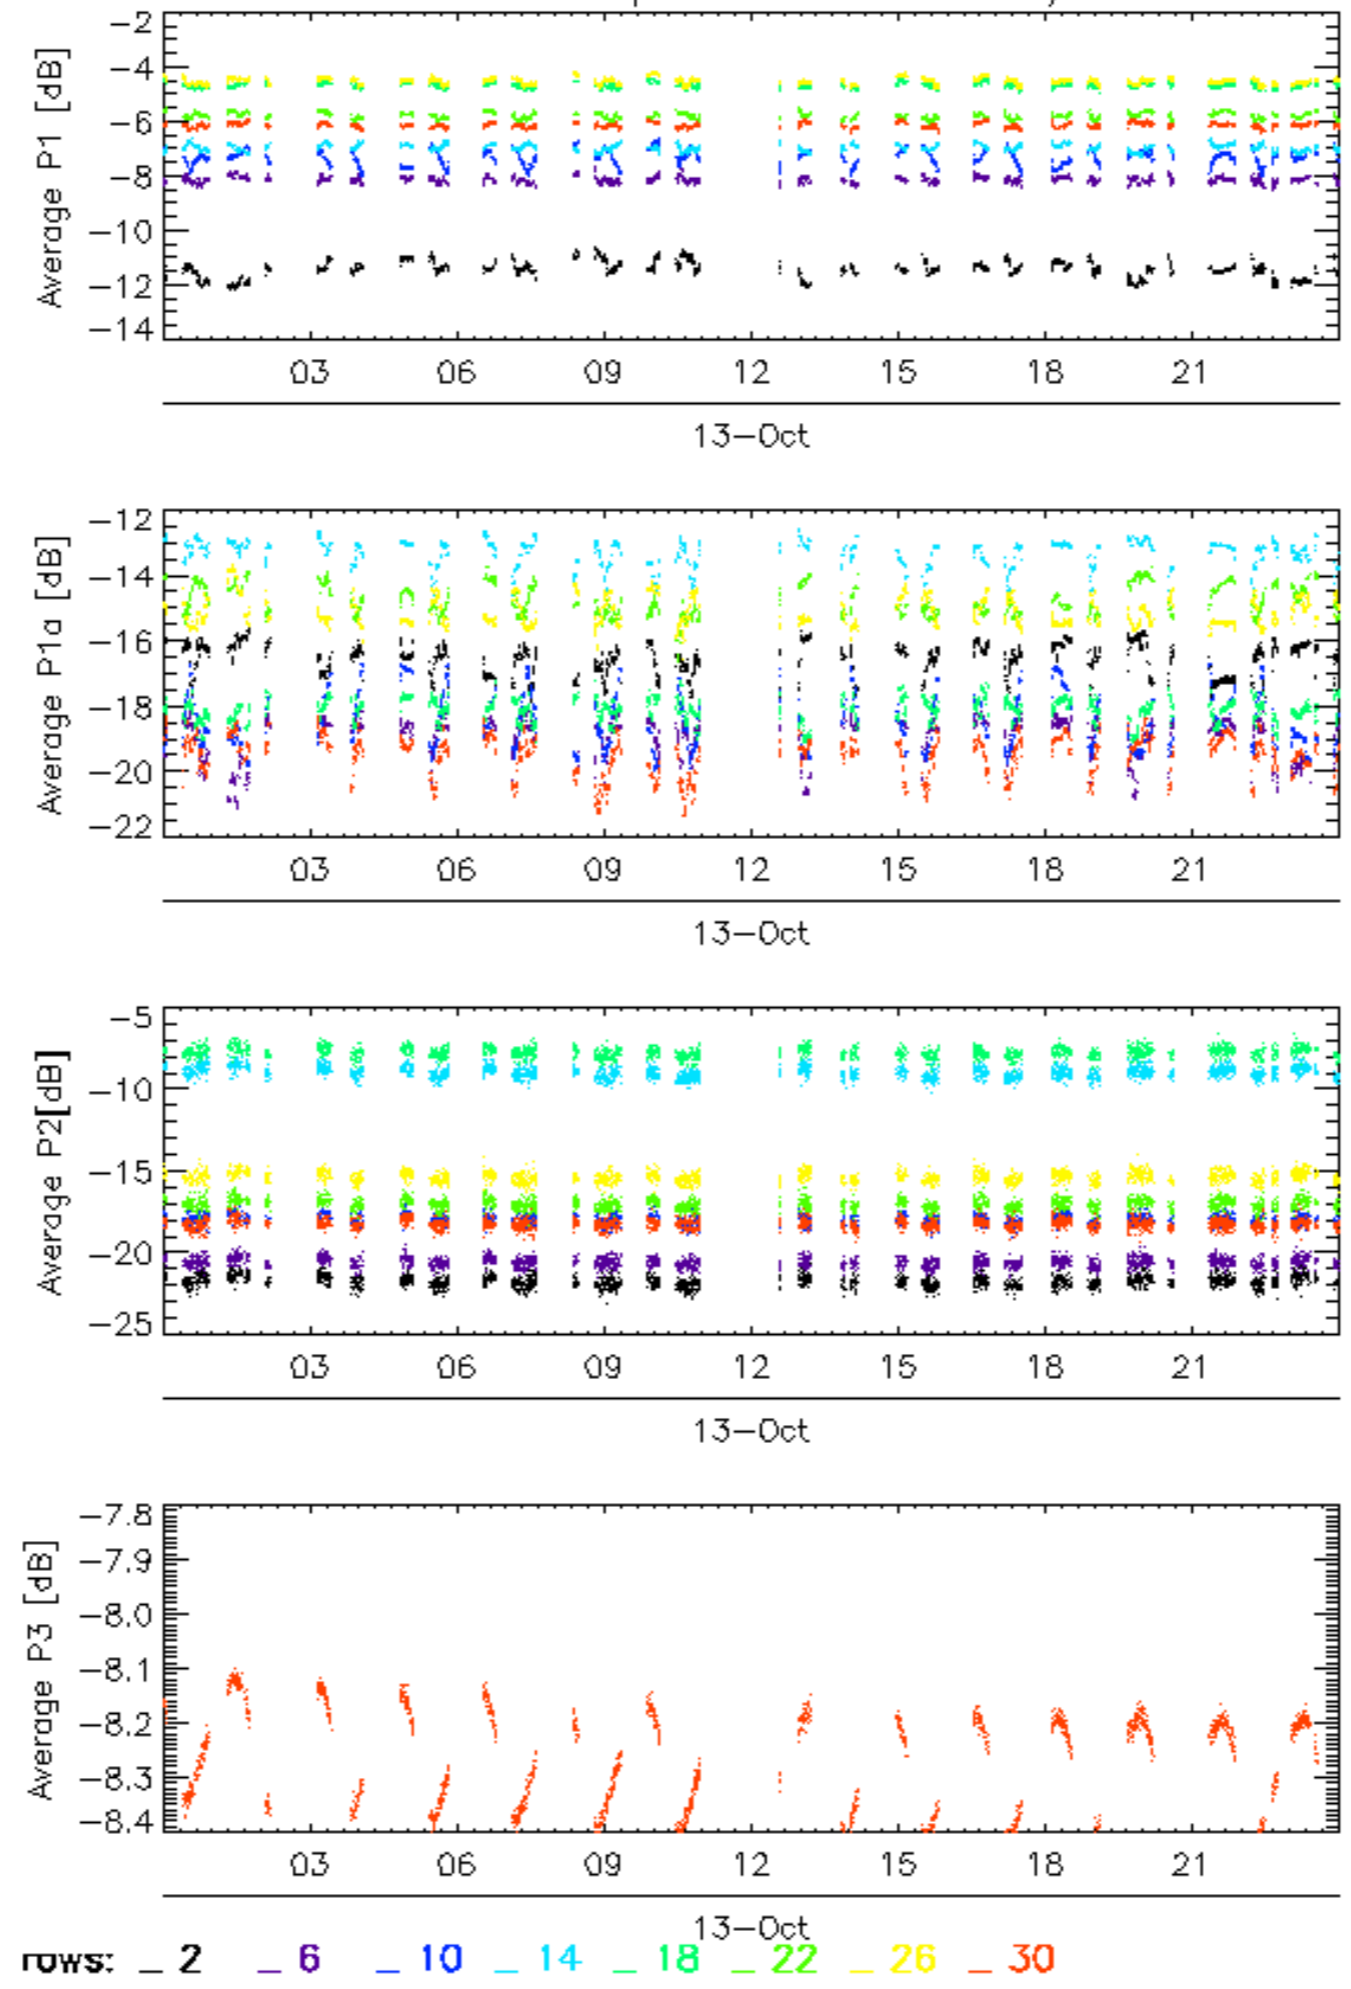 Average P1 [dB]
−2
−4
−6
−8
−10
−12
−14
03 06 09 12 15 18 21
13−Oct
Average P1a [dB]
−12
−14
−16
−18
−20
−22
03 06 09 12 15 18 21
13−Oct
Average P2[dB]
−5
−10
−15
−20
−25
03 06 09 12 15 18 21
13−Oct
Average P3 [dB]
−7.8
−7.9
−8.0
−8.1
−8.2
−8.3
−8.4
03 06 09 12 15 18 21
13−Oct
rows: _ 2 _ 6 _ 10 _ 14 _ 18 _ 22 _ 26 _ 30